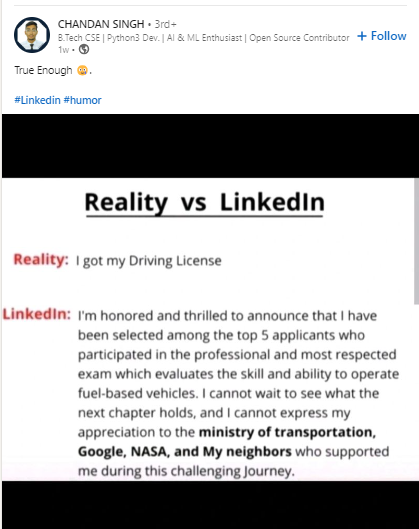 CHANDAN SINGH • 3rd+
B.Tech CSE | Python3 Dev. | AI & ML Enthusiast | Open Source Contributor
+ Follow
1w •
True Enough 😳.
#Linkedin #humor
Reality vs LinkedIn
Reality: I got my Driving License
LinkedIn: I'm honored and thrilled to announce that I have
been selected among the top 5 applicants who
participated in the professional and most respected
exam which evaluates the skill and ability to operate
fuel-based vehicles. I cannot wait to see what the
next chapter holds, and I cannot express my
appreciation to the ministry of transportation,
Google, NASA, and My neighbors who supported
me during this challenging Journey.